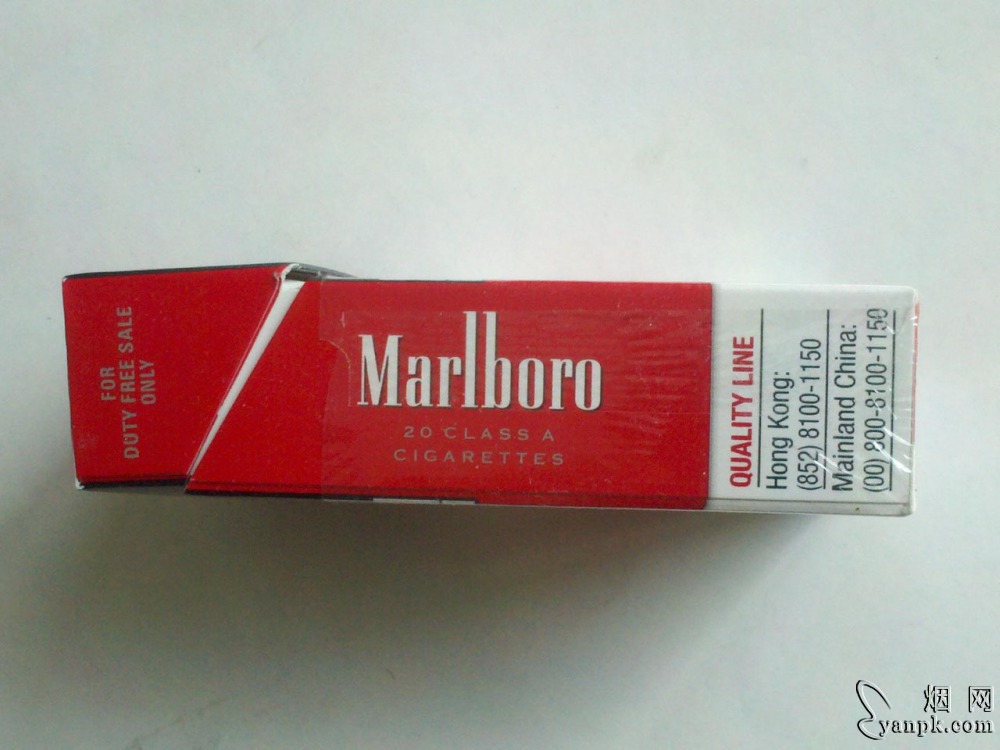 FOR
DUTY FREE SALE
ONLY
Marlboro
20 CLASS A
CIGARETTES
QUALITY LINE
Hong Kong:
(852) 8100-1150
Mainland China:
(00) 800-8100-1150
烟网
yanpk.com